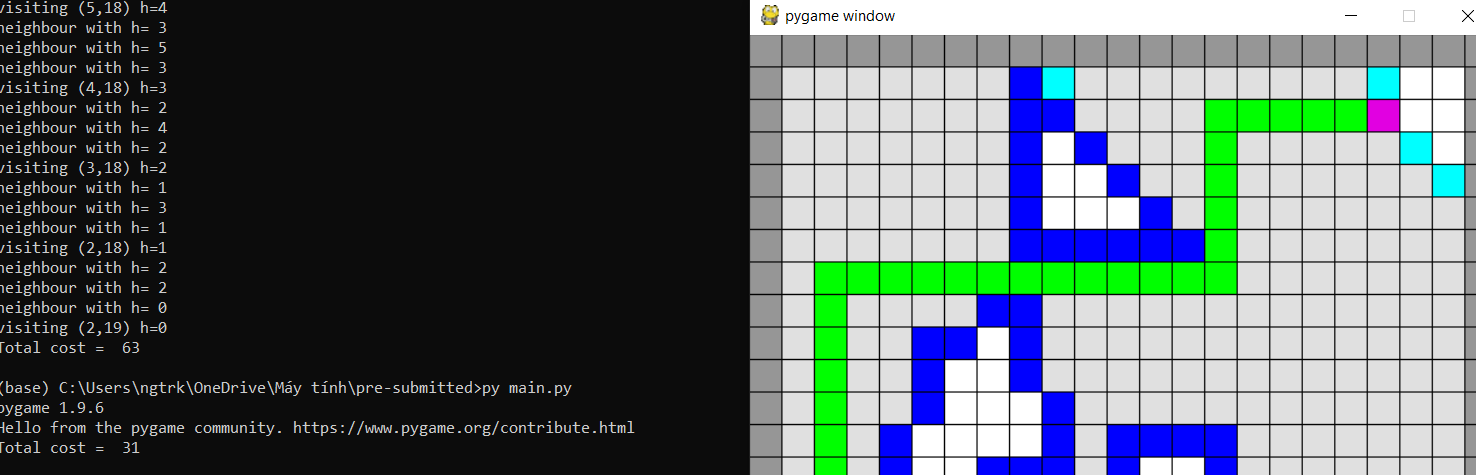 visiting (5,18) h=4
neighbour with h= 3
neighbour with h= 5
neighbour with h= 3
visiting (4,18) h=3
neighbour with h= 2
neighbour with h= 4
neighbour with h= 2
visiting (3,18) h=2
neighbour with h= 1
neighbour with h= 3
neighbour with h= 1
visiting (2,18) h=1
neighbour with h= 2
neighbour with h= 2
neighbour with h= 0
visiting (2,19) h=0
Total cost =  63
(base) C:\Users\ngtrk\OneDrive\Máy tính\pre-submitted>py main.py
pygame 1.9.6
Hello from the pygame community. https://www.pygame.org/contribute.html
Total cost =  31
pygame window